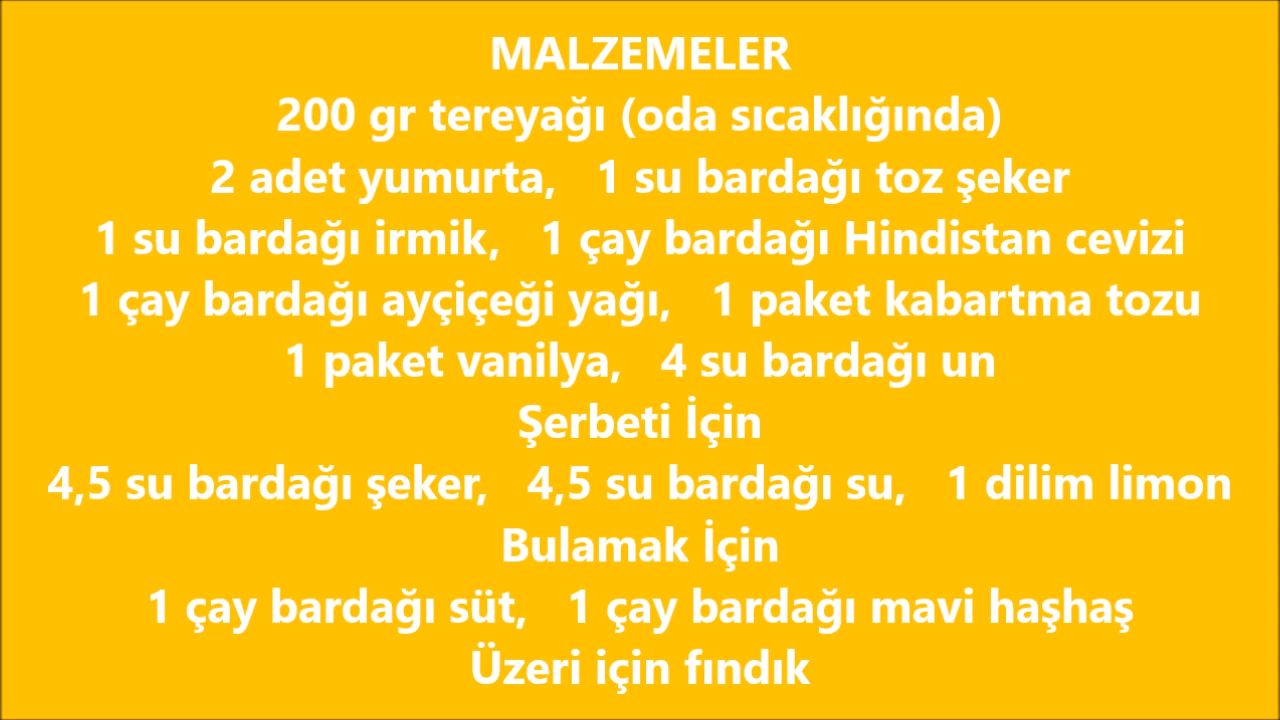 MALZEMELER
200 gr tereyağı (oda sıcaklığında)
2 adet yumurta,   1 su bardağı toz şeker
1 su bardağı irmik,   1 çay bardağı Hindistan cevizi
1 çay bardağı ayçiçeği yağı,   1 paket kabartma tozu
1 paket vanilya,   4 su bardağı un
Şerbeti İçin
4,5 su bardağı şeker,   4,5 su bardağı su,   1 dilim limon
Bulamak İçin
1 çay bardağı süt,   1 çay bardağı mavi haşhaş
Üzeri için fındık